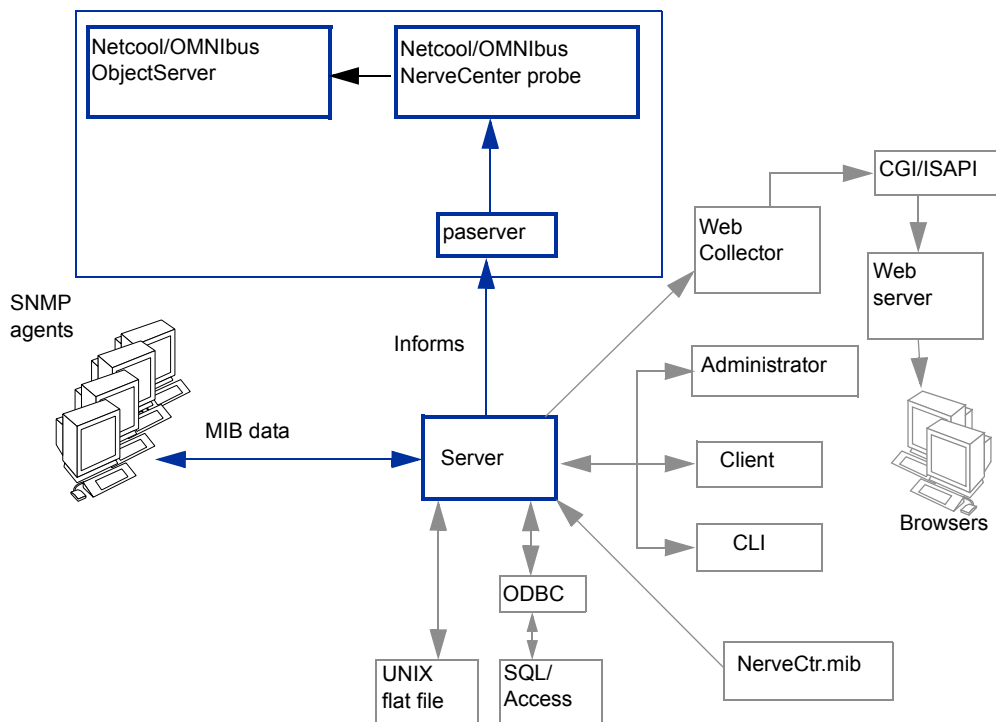 Netcool/OMNIbus
ObjectServer
Netcool/OMNIbus
NerveCenter probe
paserver
CGI/ISAPI
Web
Collector
Web
server
SNMP
agents
Informs
Administrator
MIB data
Server
Client
Browsers
CLI
ODBC
UNIX
flat file
SQL/
Access
NerveCtr.mib